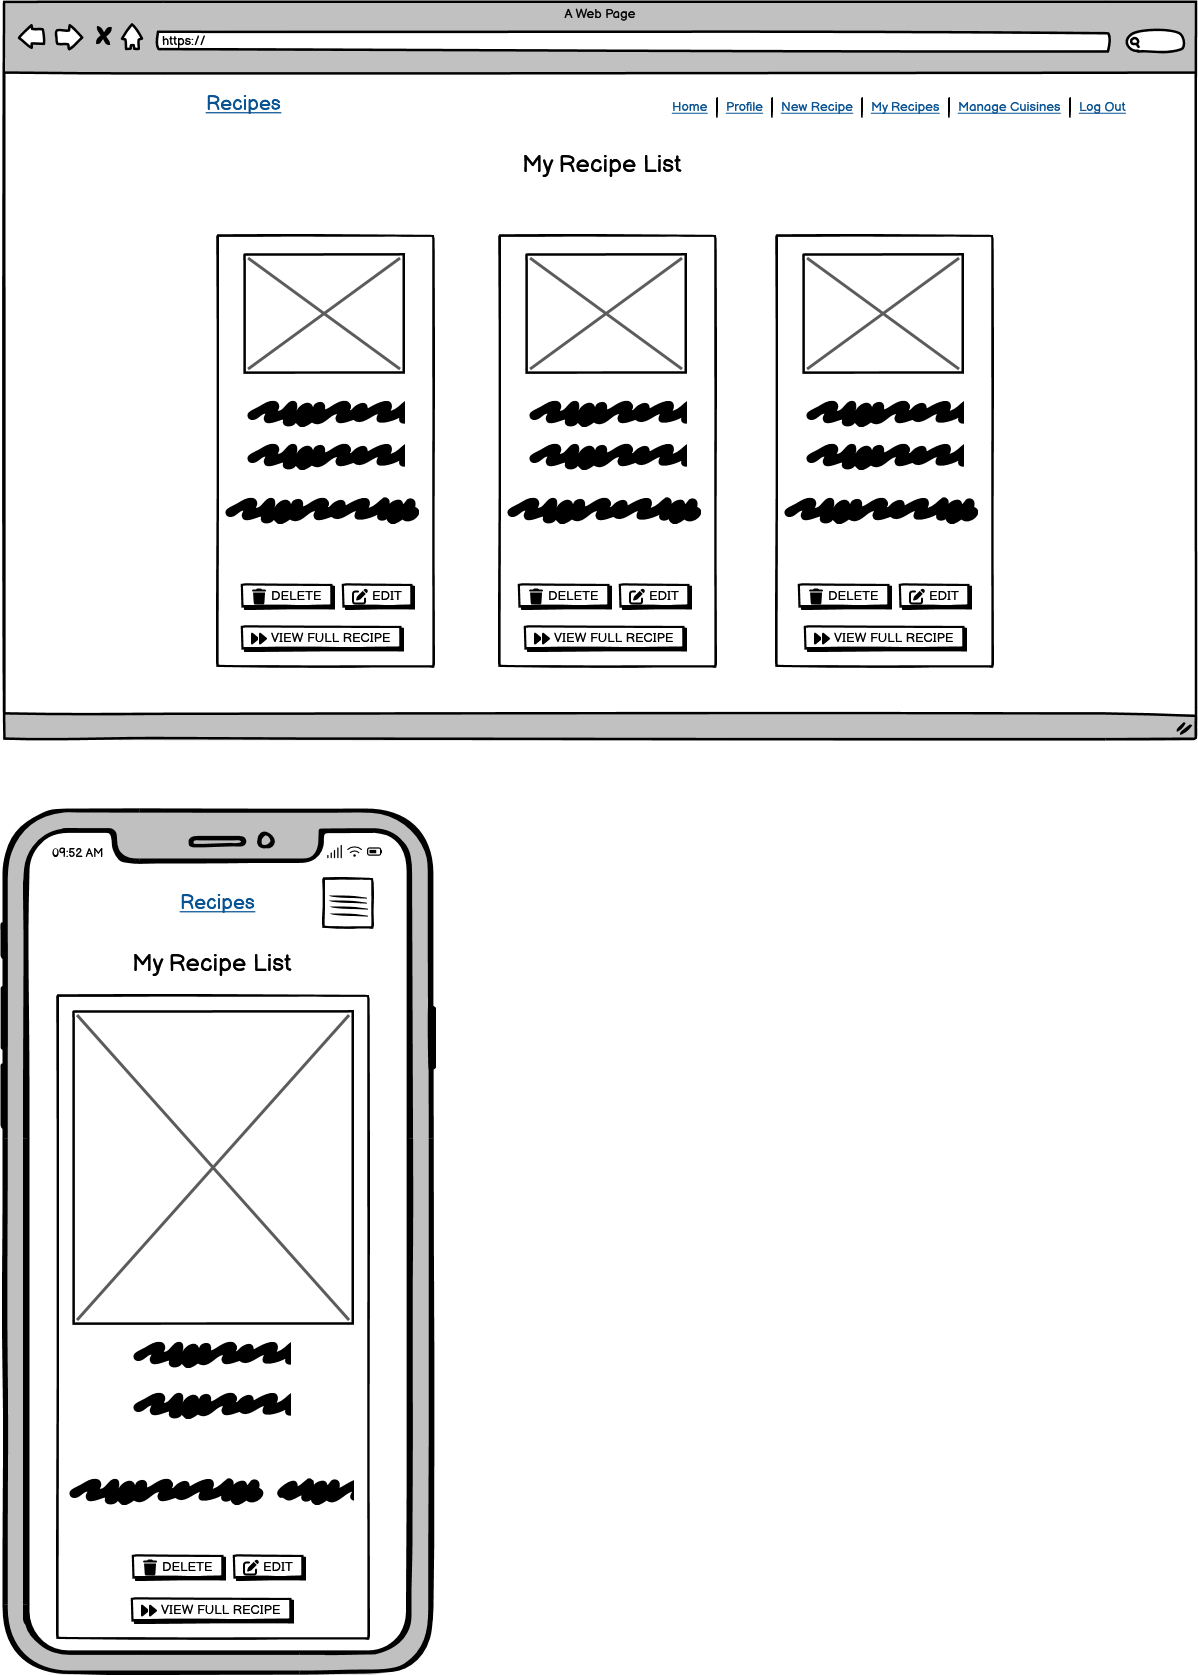 A Web Page
https://
Recipes
Home | Profile | New Recipe | My Recipes | Manage Cuisines | Log Out
My Recipe List
DELETE EDIT
VIEW FULL RECIPE
DELETE EDIT
VIEW FULL RECIPE
DELETE EDIT
VIEW FULL RECIPE
09:52 AM
Recipes
My Recipe List
DELETE EDIT
VIEW FULL RECIPE